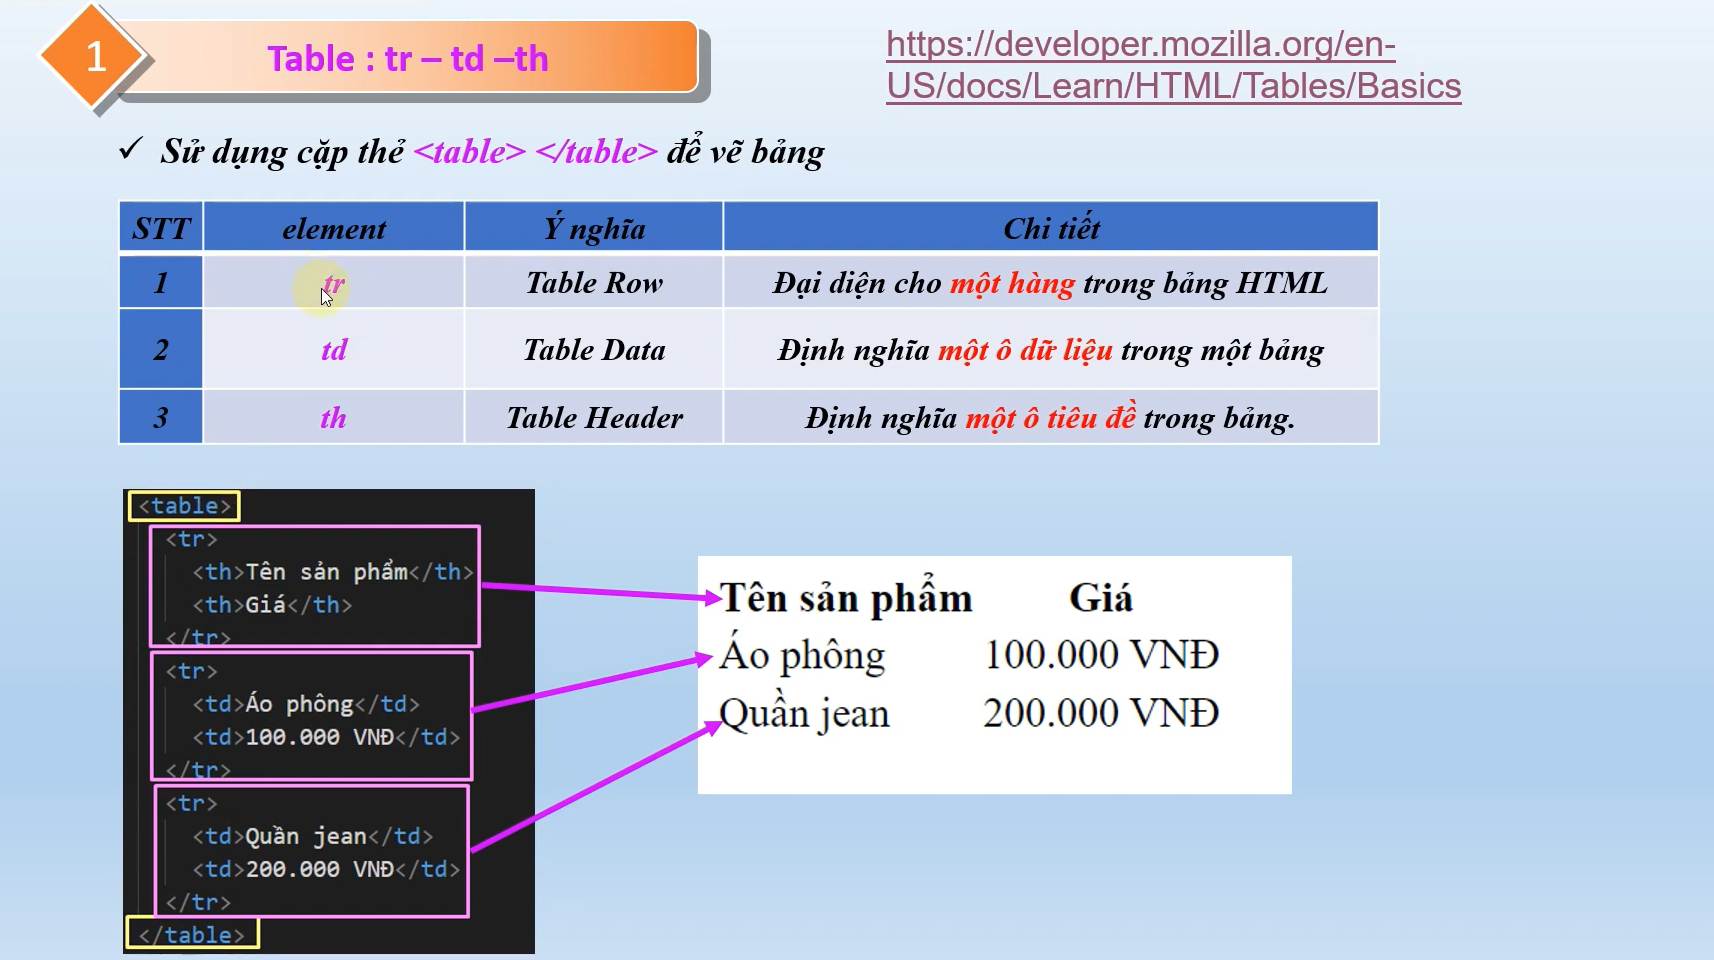 1
Table : tr – td –th
https://developer.mozilla.org/en-
US/docs/Learn/HTML/Tables/Basics
✓ Sử dụng cặp thẻ <table> </table> để vẽ bảng
STT element Ý nghĩa Chi tiết
1 tr Table Row Đại diện cho một hàng trong bảng HTML
2 td Table Data Định nghĩa một ô dữ liệu trong một bảng
3 th Table Header Định nghĩa một ô tiêu đề trong bảng.
<table>
<tr>
<th>Tên sản phẩm</th>
<th>Giá</th>
</tr>
<tr>
<td>Áo phông</td>
<td>100.000 VNĐ</td>
</tr>
<tr>
<td>Quần jean</td>
<td>200.000 VNĐ</td>
</tr>
</table>
Tên sản phẩm Giá
Áo phông 100.000 VNĐ
Quần jean 200.000 VNĐ